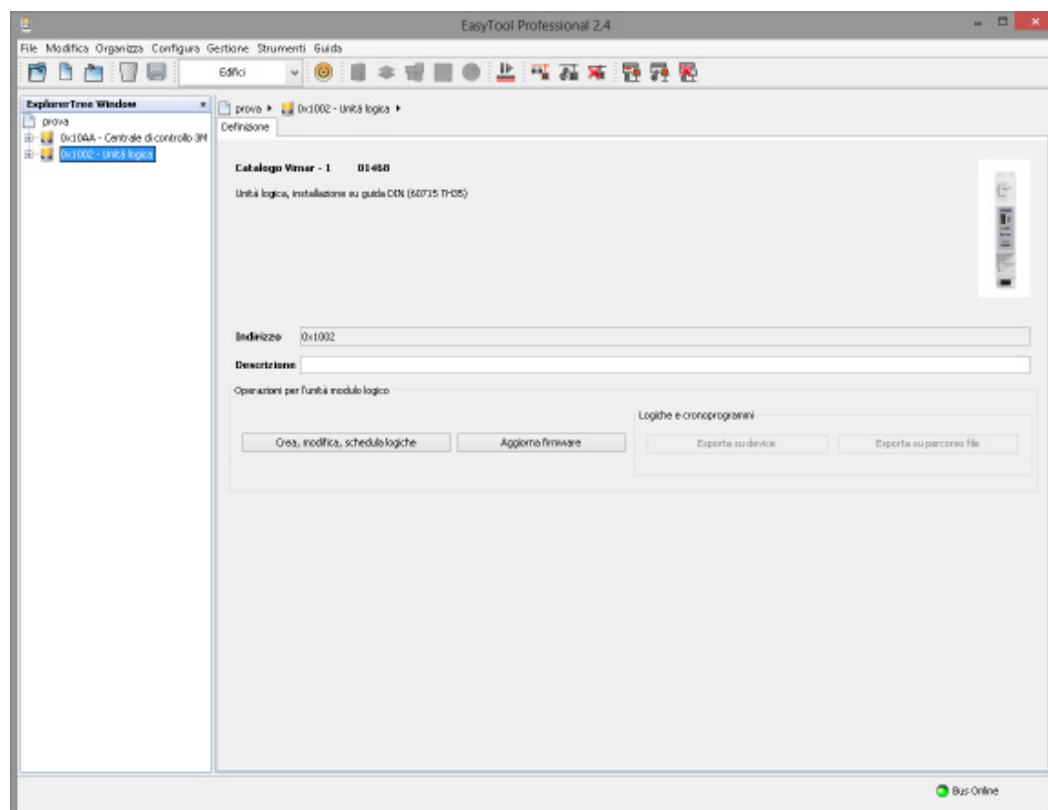 EasyTool Professional 2.4
File Modifica Organizza Configura Gestione Strumenti Guida
Edifici
ExplorerTree Window
prova
0x10AA - Centrale di controllo 3M
0x1002 - Unità logica
prova 0x1002 - Unità logica
Definizione
Catalogo Vimar - 1 01468
Unità logica, installazione su guida DIN (60715 TH35)
Indirizzo 0x1002
Descrizione
Operazioni per l'unità modulo logico
Logiche e cronoprogrammi
Crea, modifica, schedula logiche Aggiorna firmware Esporta su device Esporta su percorso file
Bus Online